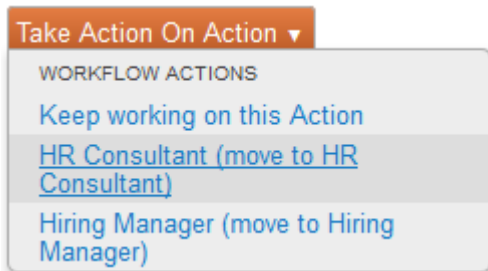 Take Action On Action ▾
WORKFLOW ACTIONS
Keep working on this Action
HR Consultant (move to HR
Consultant)
Hiring Manager (move to Hiring
Manager)